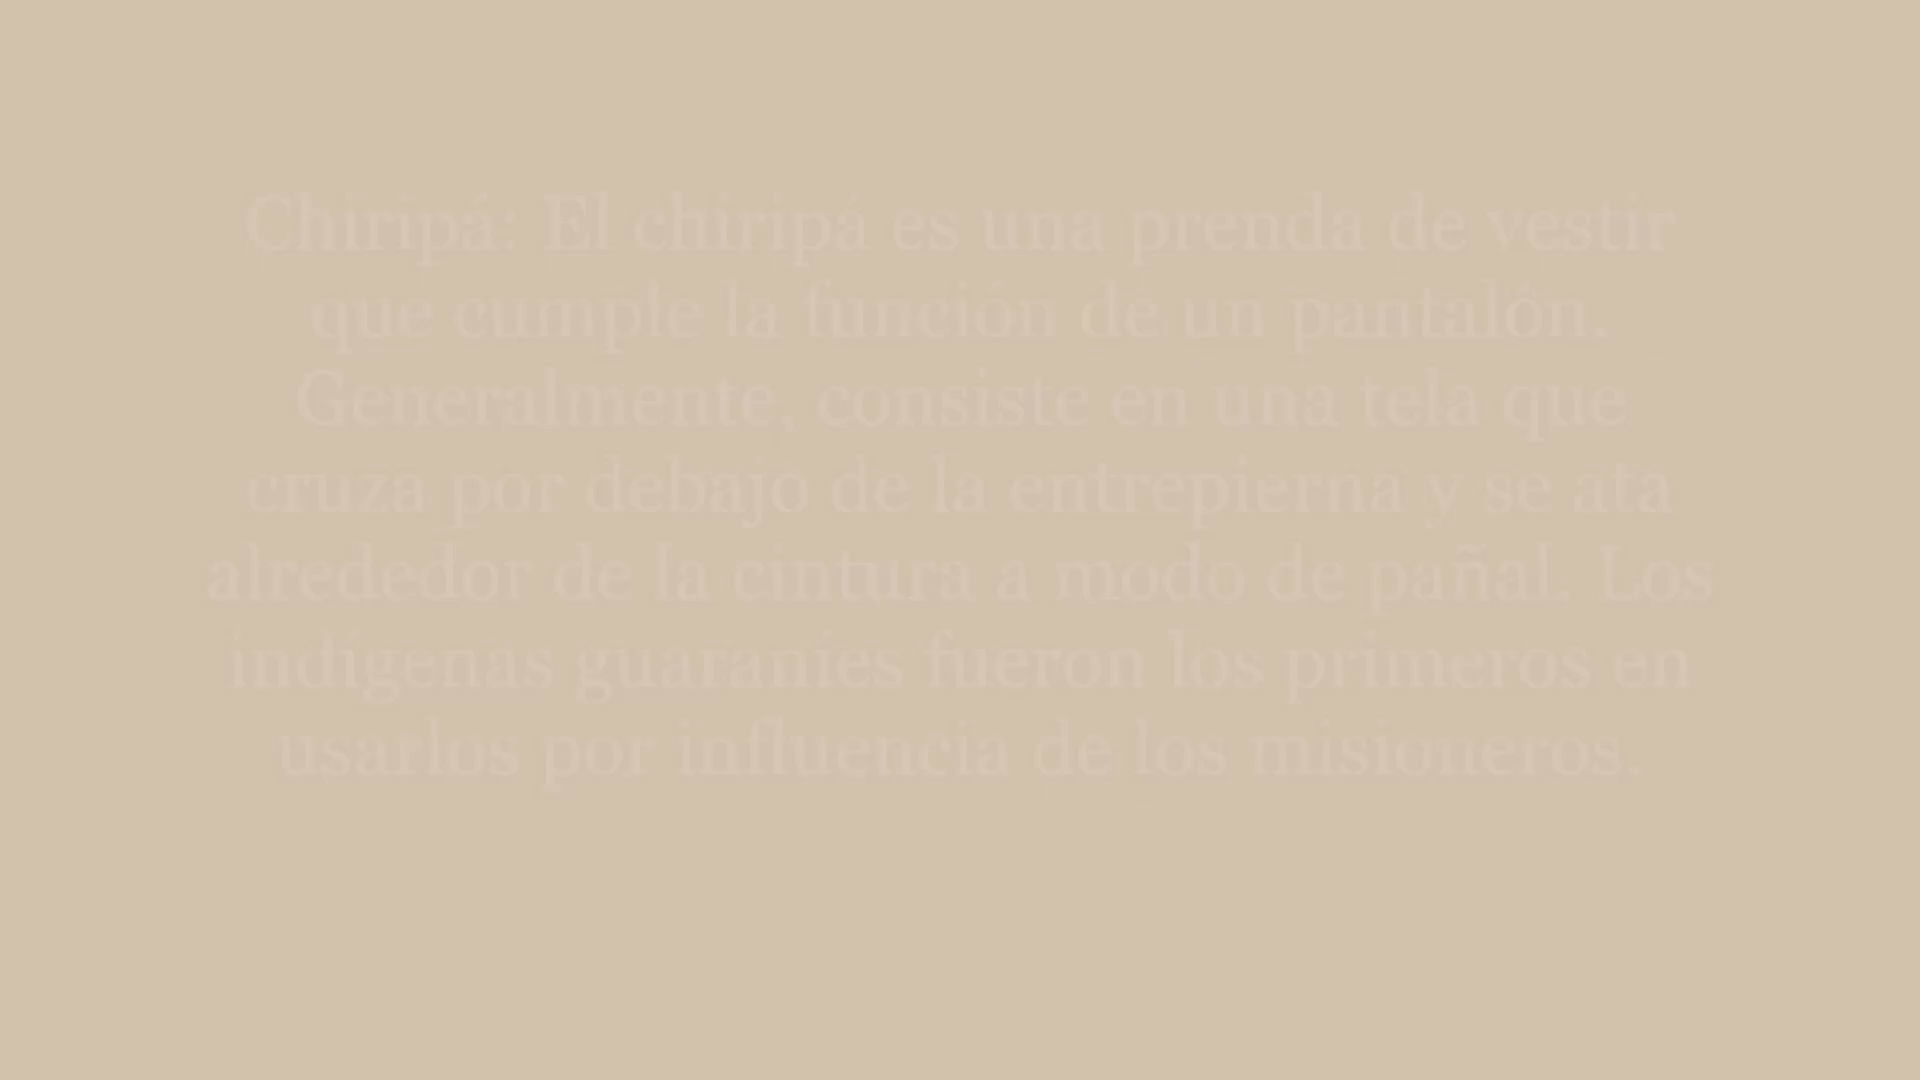 Chiripá: El chiripá es una prenda de vestir
que cumple la función de un pantalón.
Generalmente, consiste en una tela que
cruza por debajo de la entrepierna y se ata
alrededor de la cintura a modo de pañal. Los
indígenas guaraníes fueron los primeros en
usarlos por influencia de los misioneros.